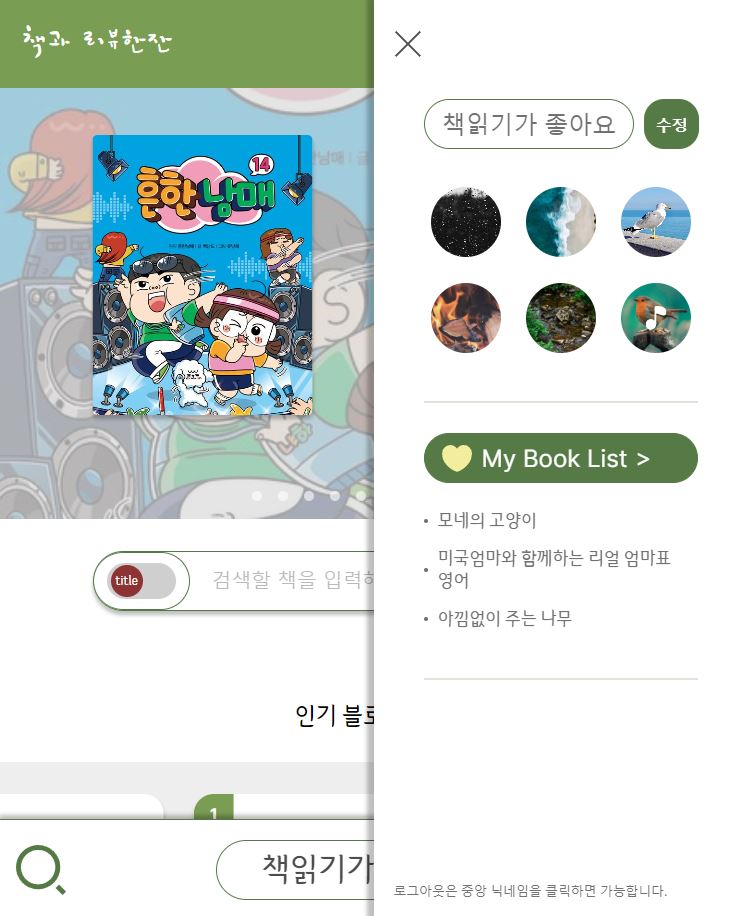 책과 리뷰한잔
14
흔한남매
남매 | 글
title
검색할 책을 입력하
인기 블로
1
책읽기가
책읽기가 좋아요
수정
My Book List >
모네의 고양이
미국엄마와 함께하는 리얼 엄마표
영어
아낌없이 주는 나무
로그아웃은 중앙 닉네임을 클릭하면 가능합니다.